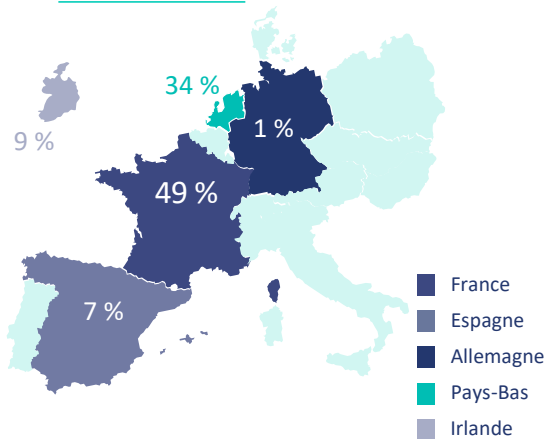 34 %
1 %
9 %
49 %
7 %
France
Espagne
Allemagne
Pays-Bas
Irlande